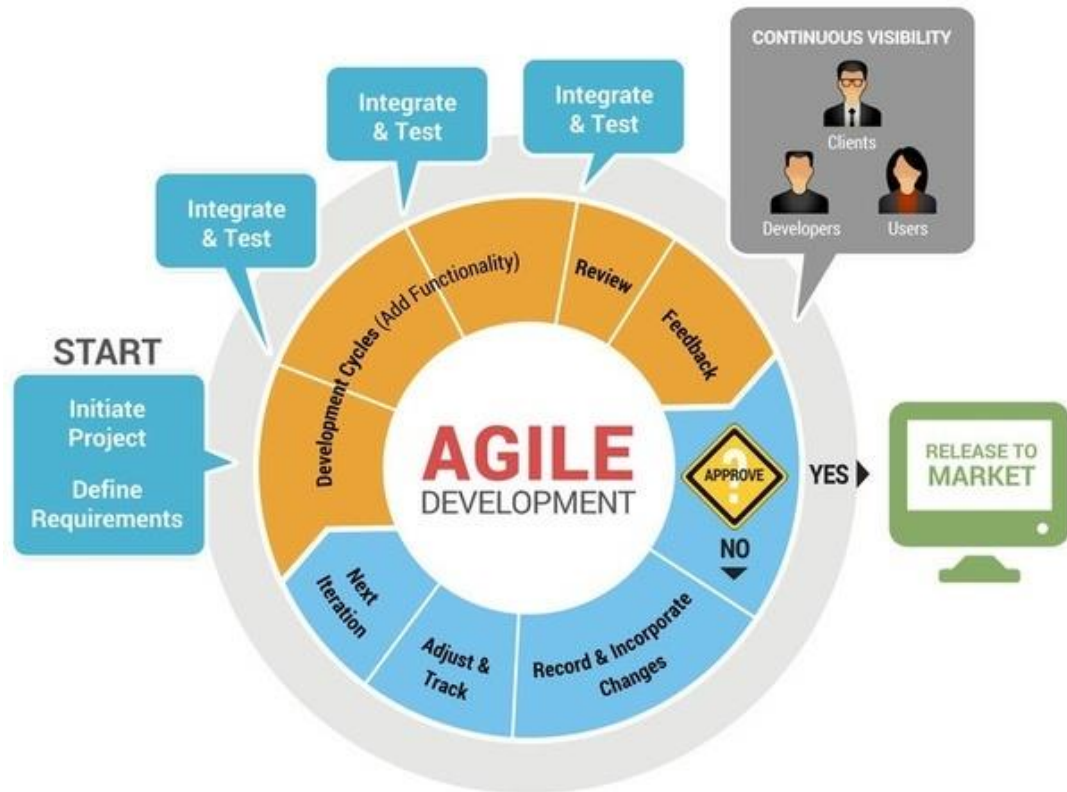 START
Initiate
Project
Define
Requirements
Integrate
& Test
Integrate
& Test
Integrate
& Test
CONTINUOUS VISIBILITY
Clients
Developers
Users
Development Cycles (Add Functionality)
Review
Feedback
?
APPROVE
YES
RELEASE TO
MARKET
NO
Record & Incorporate
Changes
Adjust &
Track
Next
Iteration
AGILE
DEVELOPMENT